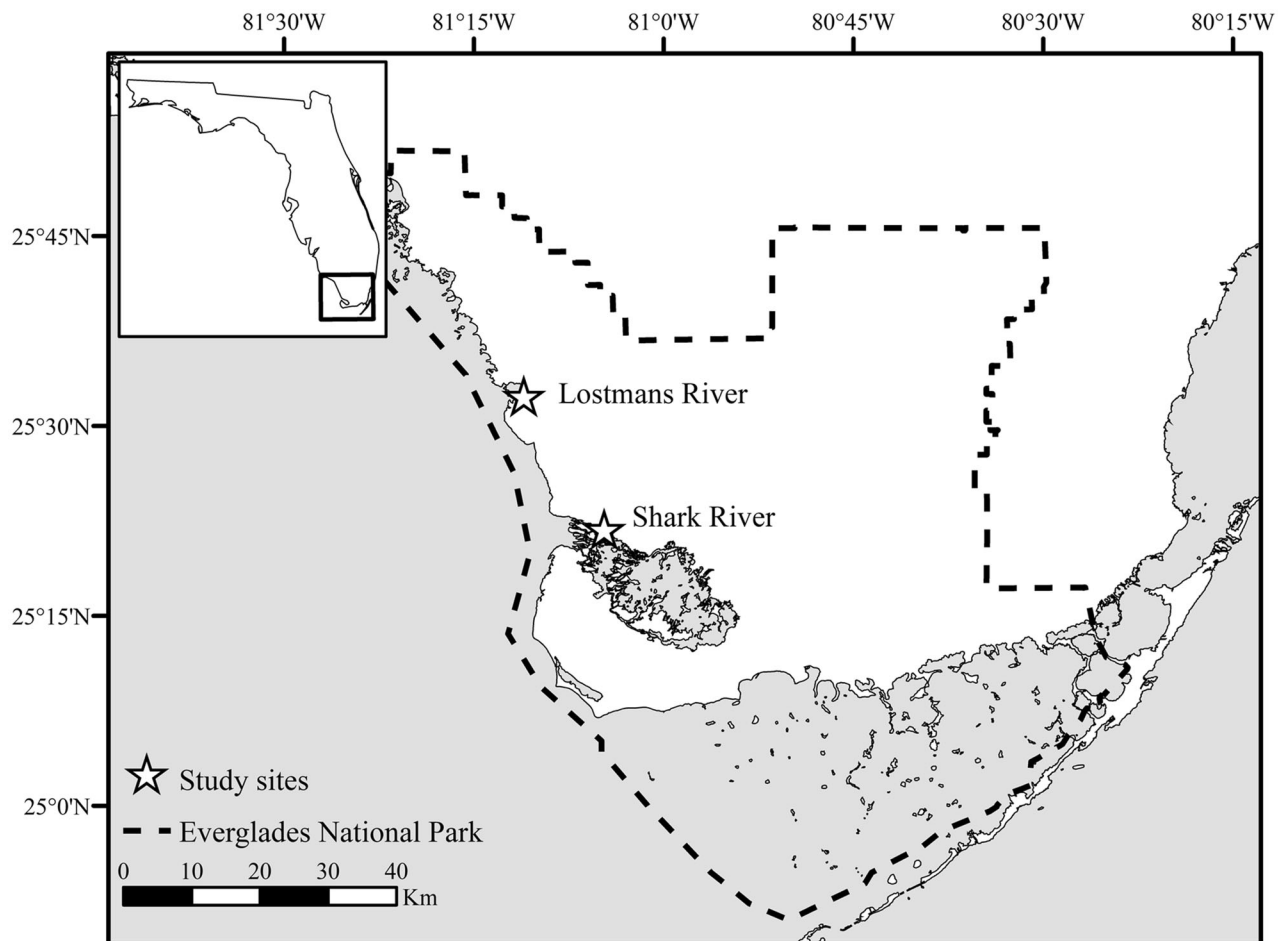 81°30'W
81°15'W
81°0'W
80°45'W
80°30'W
80°15'W
25°45'N
Lostmans River
25°30'N
Shark River
25°15'N
Study sites
25°0'N
Everglades National Park
0 10 20 30 40
Km